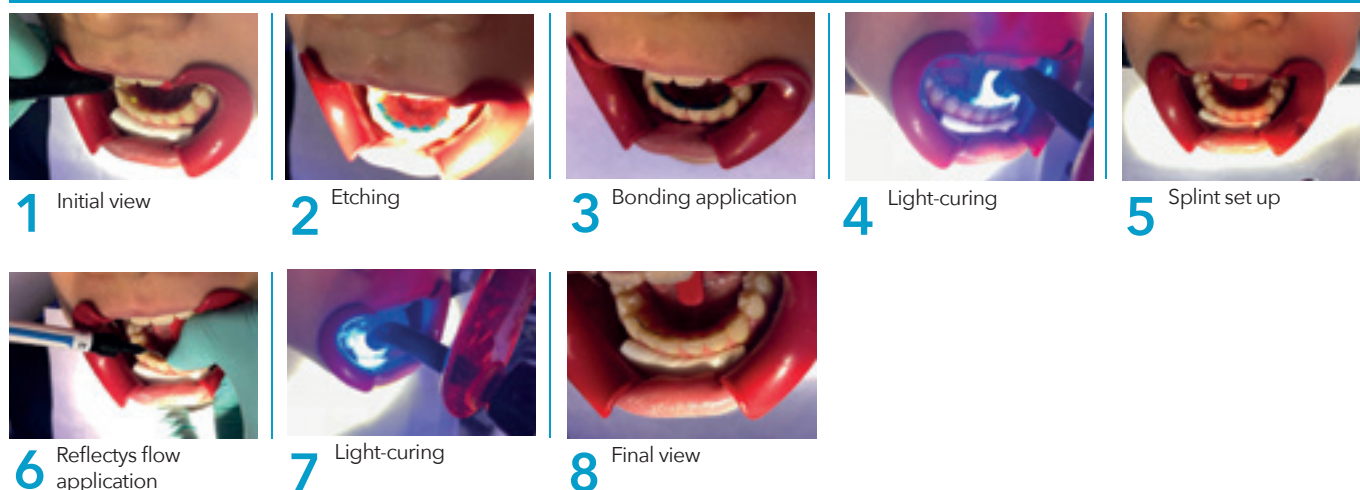 1 Initial view
2 Etching
3 Bonding application
4 Light-curing
5 Splint set up
6 Reflectys flow
application
7 Light-curing
8 Final view